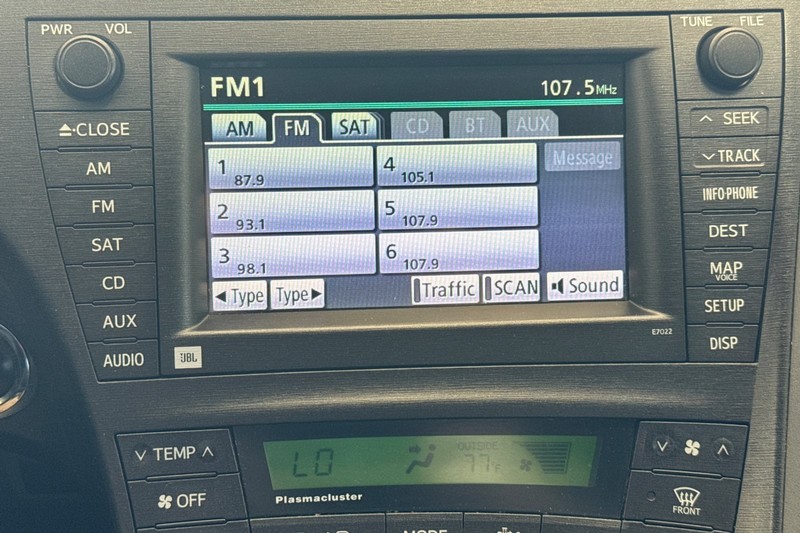 PWR VOL
TUNE FILE
FM1 107.5MHz
AM FM SAT CD BT AUX
1 87.9
4 105.1
Message
2 93.1
5 107.9
3 98.1
6 107.9
◀ Type Type ▶ Traffic SCAN Sound
CLOSE
AM
FM
SAT
CD
AUX
AUDIO
SEEK
TRACK
INFO·PHONE
DEST
MAP
VOICE
SETUP
DISP
JBL
E7022
TEMP
OFF
LO
OUTSIDE
77°F
Plasmacluster
FRONT
MODE